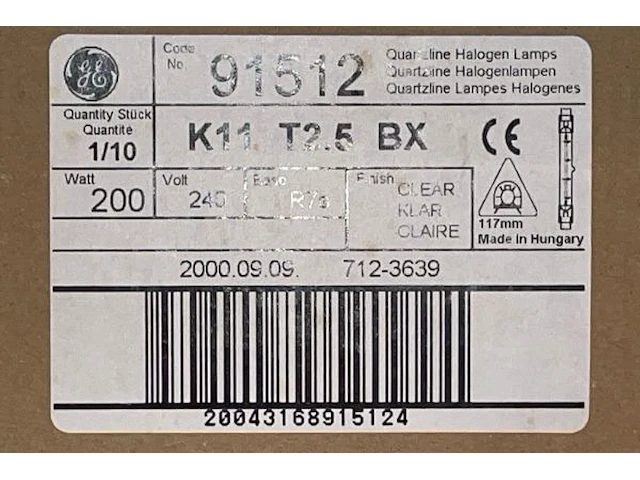 GE
Code
No
91512
Quartzline Halogen Lamps
Quartzline Halogenlampen
Quartzline Lampes Halogenes
Quantity Stück
Quantité
1/10
K11 T2.5 BX
CE
Watt
200
Volt
240
Base
R7s
Finish
CLEAR
KLAR
CLAIRE
117mm
Made in Hungary
2000.09.09. 712-3639
20043168915124